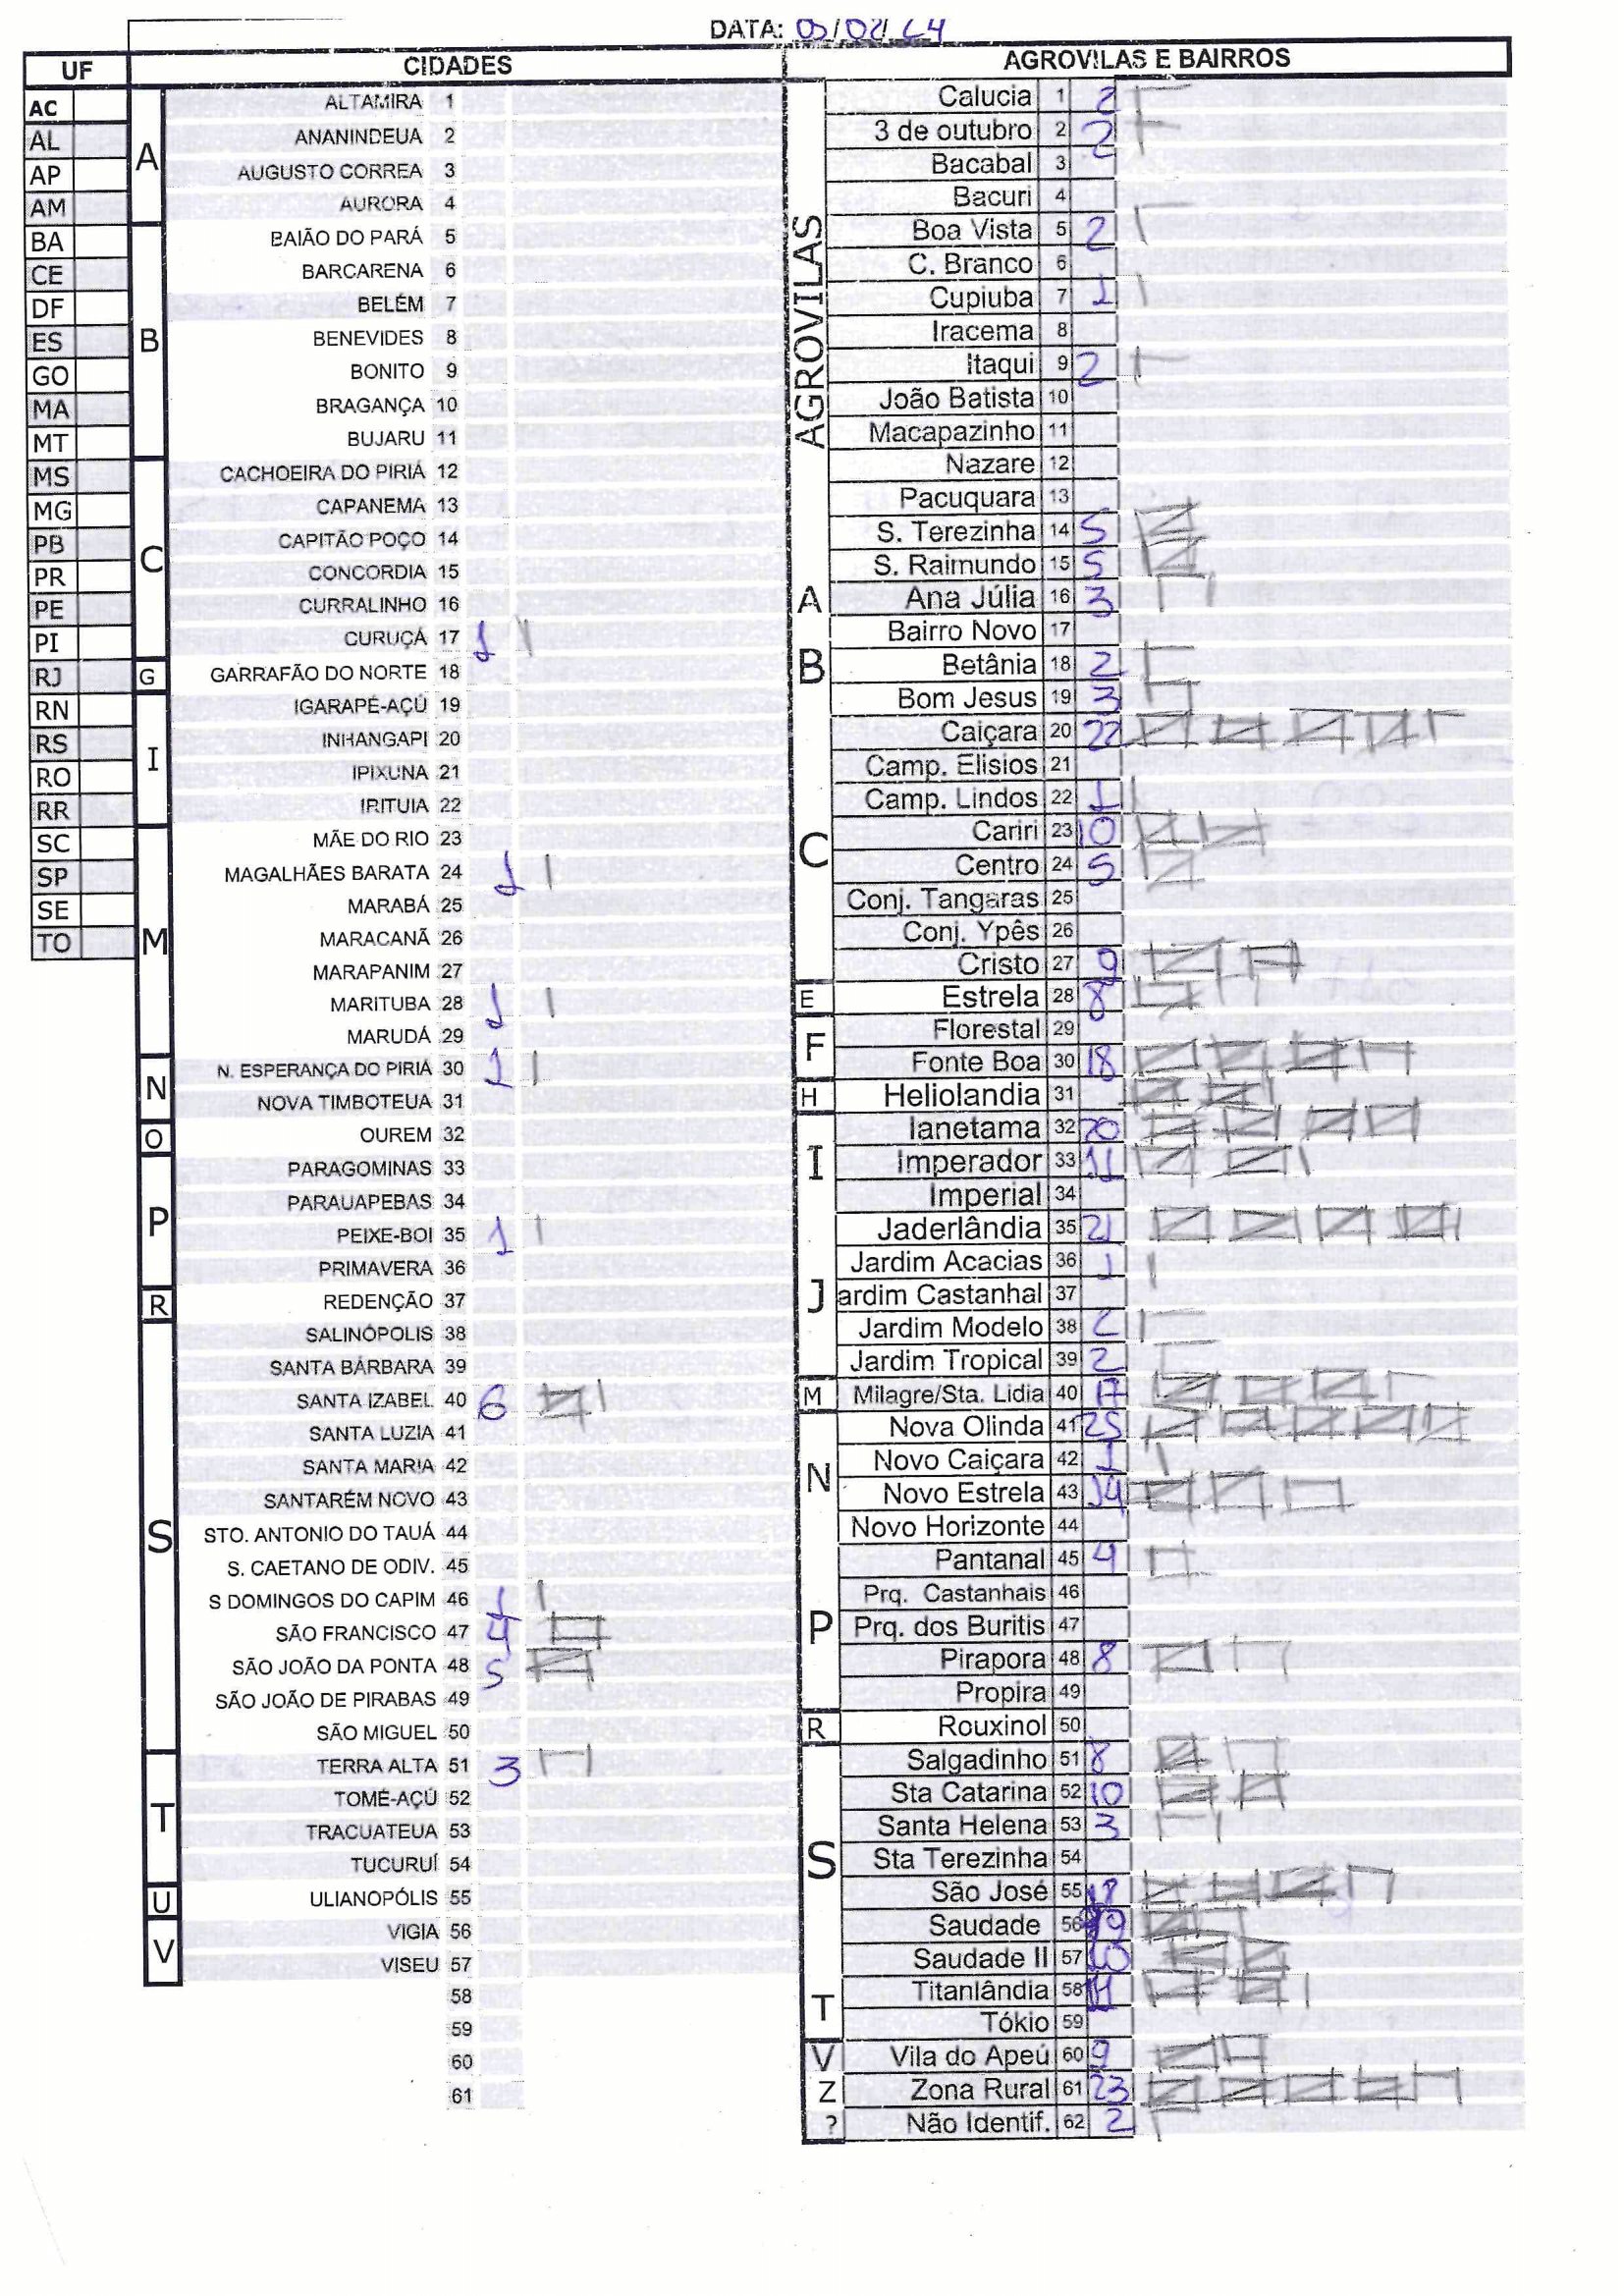 DATA: 05/02/24
UF
CIDADES
AGROVILAS E BAIRROS
AC
AL
AP
AM
BA
CE
DF
ES
GO
MA
MT
MS
MG
PB
PR
PE
PI
RJ
RN
RS
RO
RR
SC
SP
SE
TO
A
ALTAMIRA 1
ANANINDEUA 2
AUGUSTO CORREA 3
AURORA 4
B
BAIÃO DO PARÁ 5
BARCARENA 6
BELÉM 7
BENEVIDES 8
BONITO 9
BRAGANÇA 10
BUJARU 11
C
CACHOEIRA DO PIRIÁ 12
CAPANEMA 13
CAPITÃO POÇO 14
CONCORDIA 15
CURRALINHO 16
CURUÇÁ 17 1
G
GARRAFÃO DO NORTE 18
I
IGARAPÉ-AÇÚ 19
INHANGAPI 20
IPIXUNA 21
IRITUIA 22
M
MÃE DO RIO 23
MAGALHÃES BARATA 24 1
MARABÁ 25
MARACANÃ 26
MARAPANIM 27
MARITUBA 28 1
MARUDÁ 29
N
N. ESPERANÇA DO PIRIÁ 30 1
NOVA TIMBOTEUA 31
O
OUREM 32
P
PARAGOMINAS 33
PARAUAPEBAS 34
PEIXE-BOI 35 1
PRIMAVERA 36
R
REDENÇÃO 37
S
SALINÓPOLIS 38
SANTA BÁRBARA 39
SANTA IZABEL 40 6
SANTA LUZIA 41
SANTA MARIA 42
SANTARÉM NOVO 43
STO. ANTONIO DO TAUÁ 44
S. CAETANO DE ODIV. 45
S DOMINGOS DO CAPIM 46 1
SÃO FRANCISCO 47 4
SÃO JOÃO DA PONTA 48 5
SÃO JOÃO DE PIRABAS 49
SÃO MIGUEL 50
T
TERRA ALTA 51 3
TOMÉ-AÇÚ 52
TRACUATEUA 53
TUCURUÍ 54
U
ULIANOPÓLIS 55
V
VIGIA 56
VISEU 57
58
59
60
61
AGROVILAS
Calucia 1 2
3 de outubro 2 2
Bacabal 3
Bacuri 4
Boa Vista 5 2
C. Branco 6
Cupiuba 7 1
Iracema 8
Itaqui 9 2
João Batista 10
Macapazinho 11
Nazare 12
Pacuquara 13
S. Terezinha 14 5
S. Raimundo 15 5
A
Ana Júlia 16 3
Bairro Novo 17
B
Betânia 18 2
Bom Jesus 19 3
Caiçara 20 22
Camp. Elisios 21
Camp. Lindos 22 1
C
Cariri 23 10
Centro 24 5
Conj. Tangaras 25
Conj. Ypês 26
Cristo 27 9
E
Estrela 28 8
F
Florestal 29
Fonte Boa 30 18
H
Heliolandia 31
I
Ianetama 32 20
Imperador 33 11
Imperial 34
J
Jaderlândia 35 21
Jardim Acacias 36 1
ardim Castanhal 37
Jardim Modelo 38 2
Jardim Tropical 39 2
M
Milagre/Sta. Lidia 40 17
N
Nova Olinda 41 25
Novo Caiçara 42 1
Novo Estrela 43 14
Novo Horizonte 44
P
Pantanal 45 4
Prq. Castanhais 46
Prq. dos Buritis 47
Pirapora 48 8
Propira 49
R
Rouxinol 50
S
Salgadinho 51 8
Sta Catarina 52 10
Santa Helena 53 3
Sta Terezinha 54
São José 55 18
Saudade 56 9
Saudade II 57 10
T
Titanlândia 58 11
Tókio 59
V
Vila do Apeú 60 9
Z
Zona Rural 61 23
?
Não Identif. 62 2